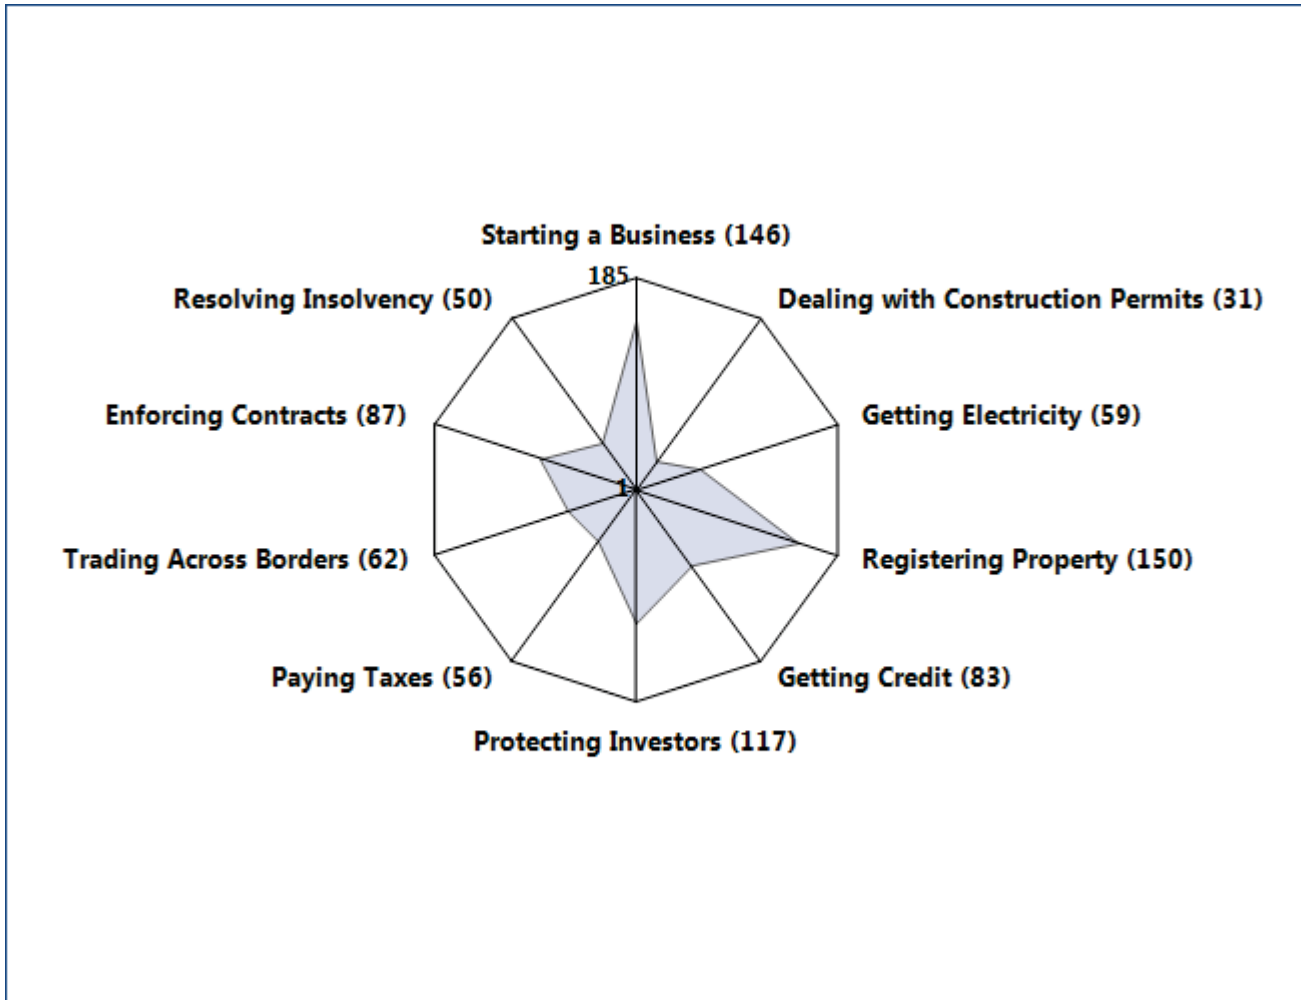 Starting a Business (146)
185
Resolving Insolvency (50)
Dealing with Construction Permits (31)
Enforcing Contracts (87)
Getting Electricity (59)
1
Trading Across Borders (62)
Registering Property (150)
Paying Taxes (56)
Getting Credit (83)
Protecting Investors (117)